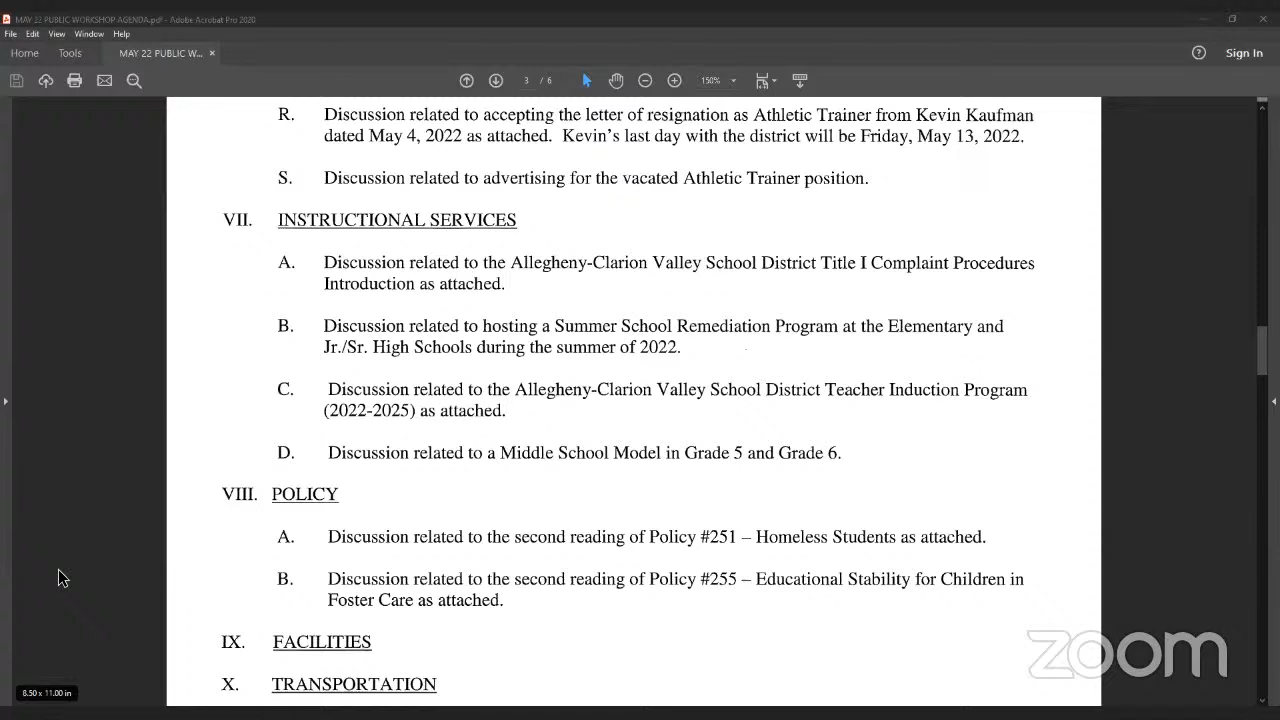 MAY 22 PUBLIC WORKSHOP AGENDA.pdf - Adobe Acrobat Pro 2020
File Edit View Window Help
Home Tools MAY 22 PUBLIC W... × Sign In
3 / 6 150%
R. Discussion related to accepting the letter of resignation as Athletic Trainer from Kevin Kaufman
dated May 4, 2022 as attached. Kevin's last day with the district will be Friday, May 13, 2022.
S. Discussion related to advertising for the vacated Athletic Trainer position.
VII. INSTRUCTIONAL SERVICES
A. Discussion related to the Allegheny-Clarion Valley School District Title I Complaint Procedures
Introduction as attached.
B. Discussion related to hosting a Summer School Remediation Program at the Elementary and
Jr./Sr. High Schools during the summer of 2022.
C. Discussion related to the Allegheny-Clarion Valley School District Teacher Induction Program
(2022-2025) as attached.
D. Discussion related to a Middle School Model in Grade 5 and Grade 6.
VIII. POLICY
A. Discussion related to the second reading of Policy #251 – Homeless Students as attached.
B. Discussion related to the second reading of Policy #255 – Educational Stability for Children in
Foster Care as attached.
IX. FACILITIES
zoom
X. TRANSPORTATION
8.50 x 11.00 in